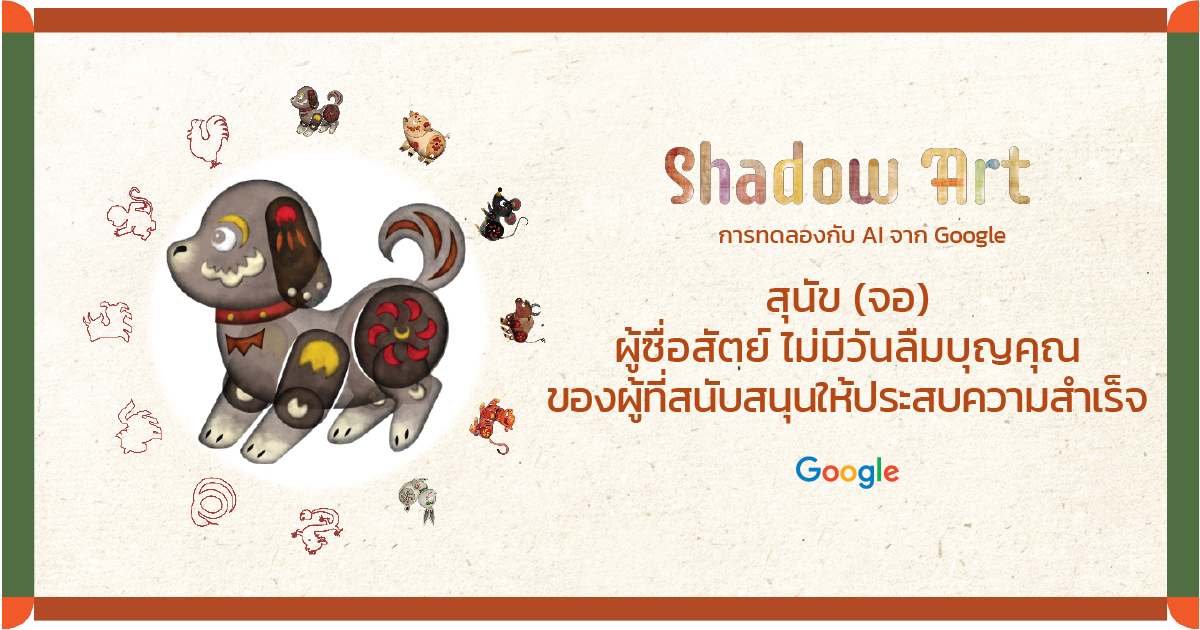 Shadow Art
การทดลองกับ AI จาก Google
สุนัข (จอ)
ผู้ซื่อสัตย์ ไม่มีวันลืมบุญคุณ
ของผู้ที่สนับสนุนให้ประสบความสำเร็จ
Google